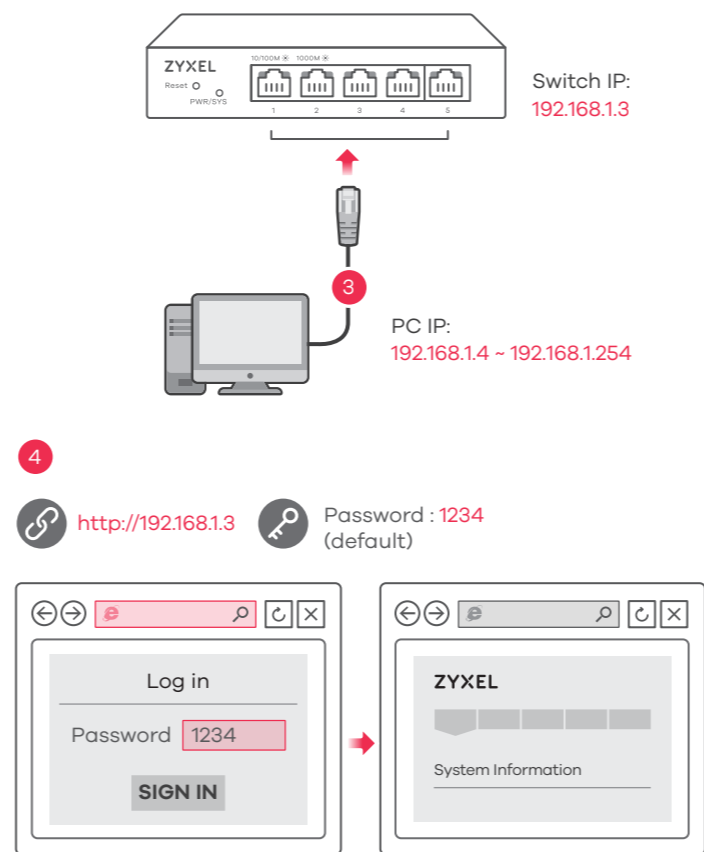 ZYXEL
10/100M 1000M
Reset
PWR/SYS
1 2 3 4 5
Switch IP:
192.168.1.3
3
PC IP:
192.168.1.4 ~ 192.168.1.254
4
http://192.168.1.3
Password : 1234
(default)
Log in
Password 1234
SIGN IN
ZYXEL
System Information